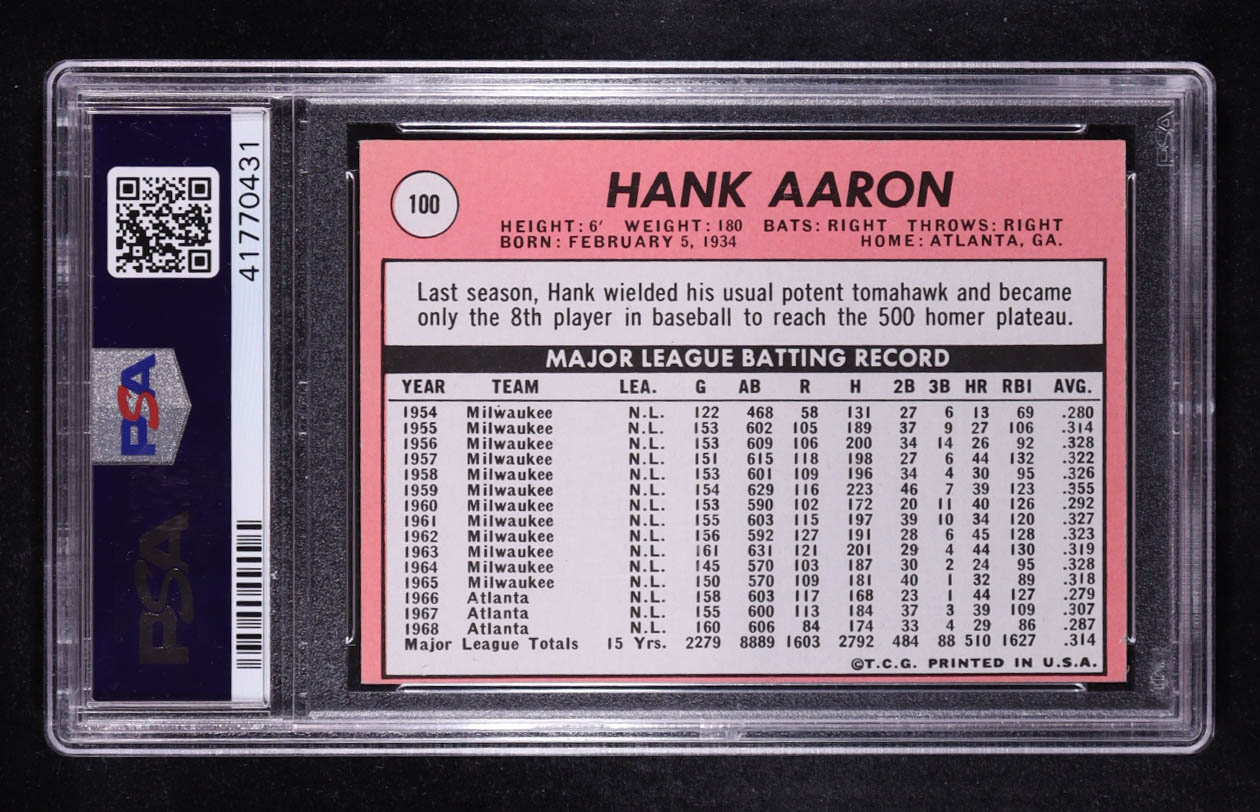 41770431
PSA
PSA
PSA
100
HANK AARON
HEIGHT: 6' WEIGHT: 180 BATS: RIGHT THROWS: RIGHT
BORN: FEBRUARY 5, 1934 HOME: ATLANTA, GA.
Last season, Hank wielded his usual potent tomahawk and became
only the 8th player in baseball to reach the 500 homer plateau.
MAJOR LEAGUE BATTING RECORD
YEAR TEAM LEA. G AB R H 2B 3B HR RBI AVG.
1954 Milwaukee N.L. 122 468 58 131 27 6 13 69 .280
1955 Milwaukee N.L. 153 602 105 189 37 9 27 106 .314
1956 Milwaukee N.L. 153 609 106 200 34 14 26 92 .328
1957 Milwaukee N.L. 151 615 118 198 27 6 44 132 .322
1958 Milwaukee N.L. 153 601 109 196 34 4 30 95 .326
1959 Milwaukee N.L. 154 629 116 223 46 7 39 123 .355
1960 Milwaukee N.L. 153 590 102 172 20 11 40 126 .292
1961 Milwaukee N.L. 155 603 115 197 39 10 34 120 .327
1962 Milwaukee N.L. 156 592 127 191 28 6 45 128 .323
1963 Milwaukee N.L. 161 631 121 201 29 4 44 130 .319
1964 Milwaukee N.L. 145 570 103 187 30 2 24 95 .328
1965 Milwaukee N.L. 150 570 109 181 40 1 32 89 .318
1966 Atlanta N.L. 158 603 117 168 23 1 44 127 .279
1967 Atlanta N.L. 155 600 113 184 37 3 39 109 .307
1968 Atlanta N.L. 160 606 84 174 33 4 29 86 .287
Major League Totals 15 Yrs. 2279 8889 1603 2792 484 88 510 1627 .314
©T.C.G. PRINTED IN U.S.A.